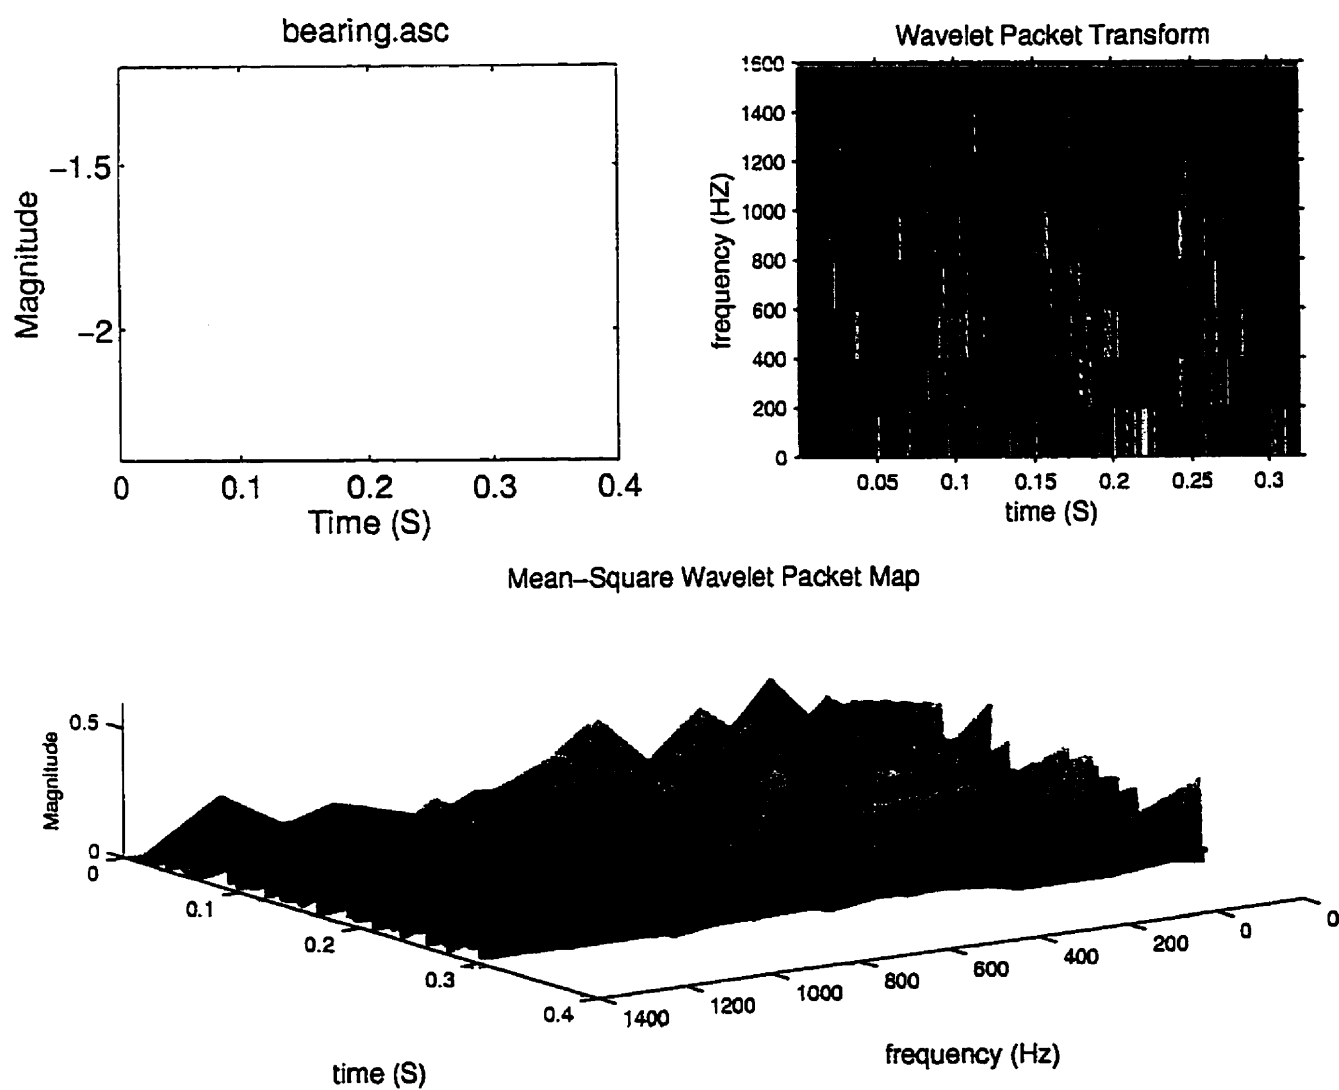 bearing.asc
Magnitude
−1.5
−2
0 0.1 0.2 0.3 0.4
Time (S)
Wavelet Packet Transform
frequency (HZ)
1600
1400
1200
1000
800
600
400
200
0
0.05 0.1 0.15 0.2 0.25 0.3
time (S)
Mean−Square Wavelet Packet Map
Magnitude
0.5
0
0
0.1
0.2
0.3
0.4
time (S)
1400 1200 1000 800 600 400 200 0 0
frequency (Hz)